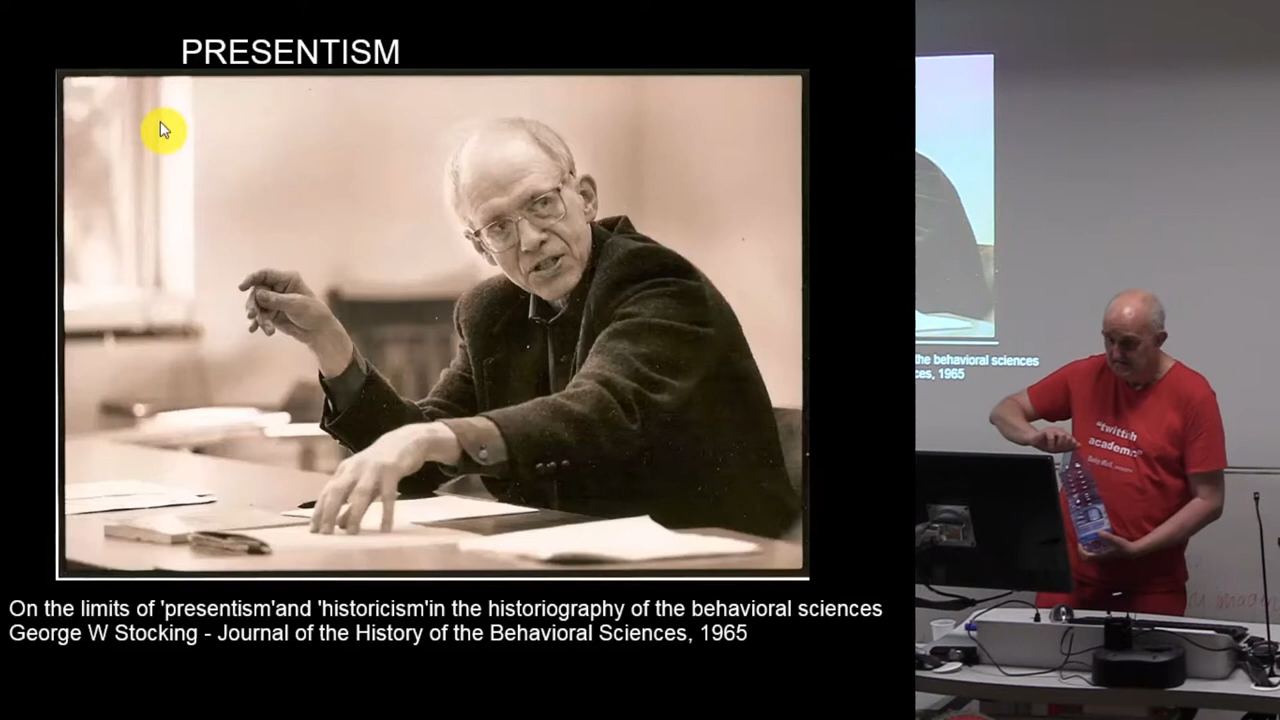 PRESENTISM
On the limits of 'presentism'and 'historicism'in the historiography of the behavioral sciences
George W Stocking - Journal of the History of the Behavioral Sciences, 1965
the behavioral sciences
ces, 1965
"twittish
academ